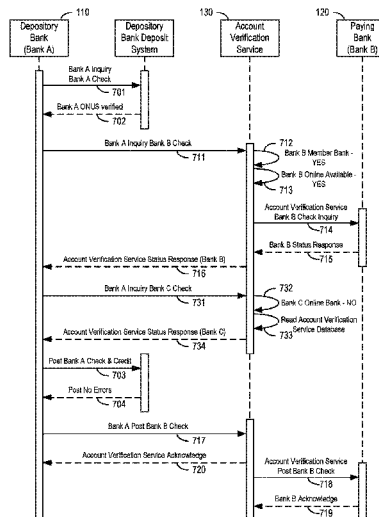 110
130
120
Depository
Bank
(Bank A)
Depository
Bank Deposit
System
Account
Verification
Service
Paying
Bank
(Bank B)
Bank A Inquiry
Bank A Check
701
Bank A ONUS verified
702
Bank A Inquiry Bank B Check
711
712
Bank B Member Bank -
YES
Bank B Online Available -
YES
713
Account Verification Service
Bank B Check Inquiry
714
Bank B Status Response
715
Account Verification Service Status Response (Bank B)
716
Bank A Inquiry Bank C Check
731
732
Bank C Online Bank - NO
Read Account Verification
Service Database
733
Account Verification Service Status Response (Bank C)
734
Post Bank A Check & Credit
703
Post No Errors
704
Bank A Post Bank B Check
717
Account Verification Service Acknowledge
720
Account Verification Service
Post Bank B Check
718
Bank B Acknowledge
719